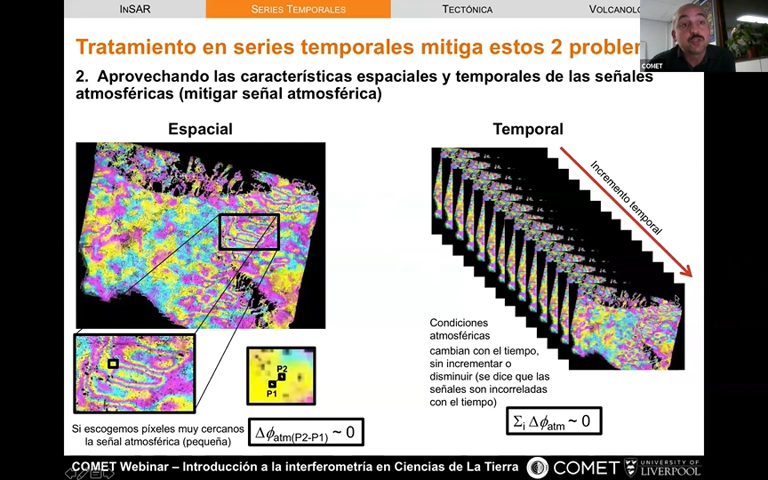 InSAR
SERIES TEMPORALES
TECTÓNICA
Tratamiento en series temporales mitiga estos 2
COMET
2. Aprovechando las características espaciales y temporales de las señales
atmosféricas (mitigar señal atmosférica)
Espacial
Temporal
Incremento temporal
P2
P1
Condiciones
atmosféricas
cambian con el tiempo,
sin incrementar o
disminuir (se dice que las
señales son incorreladas
con el tiempo)
Si escogemos píxeles muy cercanos
la señal atmosférica (pequeña)
Δϕatm(P2-P1) ~ 0
Σi Δϕatm ~ 0
COMET Webinar – Introducción a la interferometría en Ciencias de La Tierra
COMET
UNIVERSITY OF
LIVERPOOL